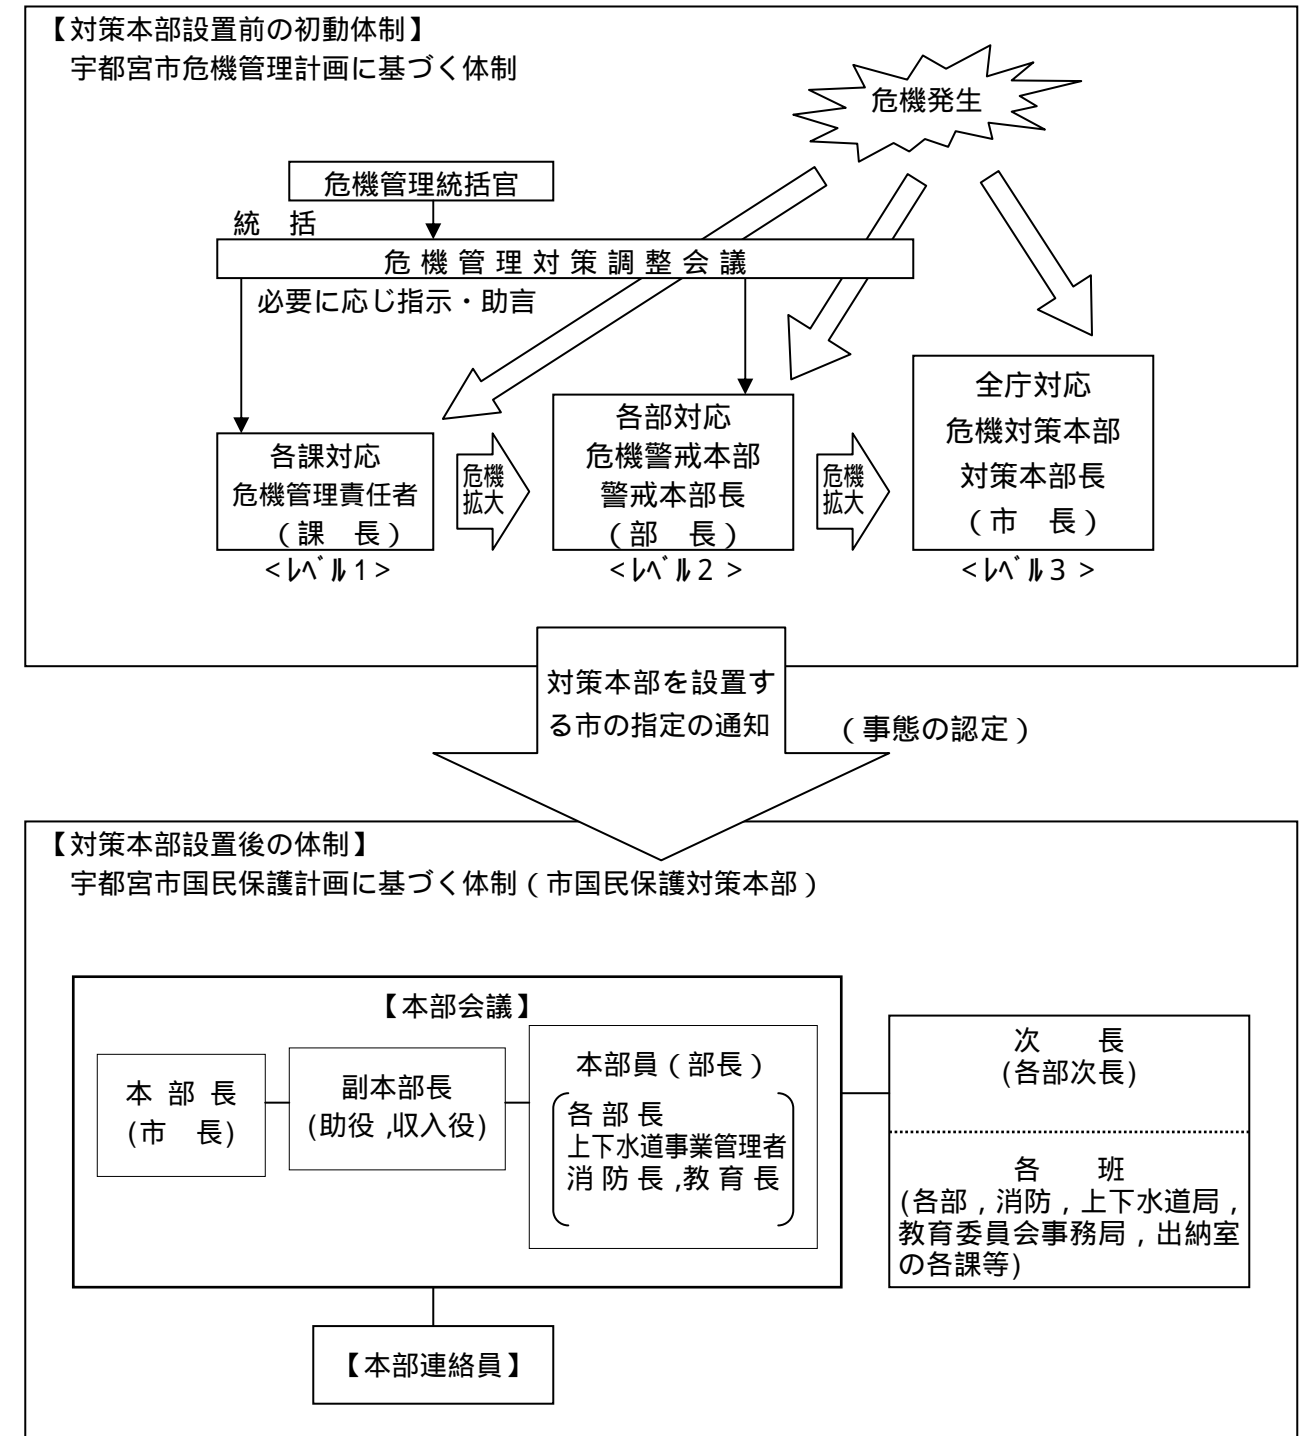 【対策本部設置前の初動体制】
宇都宮市危機管理計画に基づく体制
危機発生
危機管理統括官
統　括
危機管理対策調整会議
必要に応じ指示・助言
各課対応
危機管理責任者
（課　長）
<ﾚﾍﾞﾙ1>
危機
拡大
各部対応
危機警戒本部
警戒本部長
（部　長）
<ﾚﾍﾞﾙ2>
危機
拡大
全庁対応
危機対策本部
対策本部長
（市　長）
<ﾚﾍﾞﾙ3>
対策本部を設置す
る市の指定の通知
（事態の認定）
【対策本部設置後の体制】
宇都宮市国民保護計画に基づく体制（市国民保護対策本部）
【本部会議】
本部長
(市　長)
副本部長
(助役,収入役)
本部員（部長）
各部長
上下水道事業管理者
消防長,教育長
次　　長
(各部次長)
各　　班
(各部，消防，上下水道局，
教育委員会事務局，出納室
の各課等)
【本部連絡員】